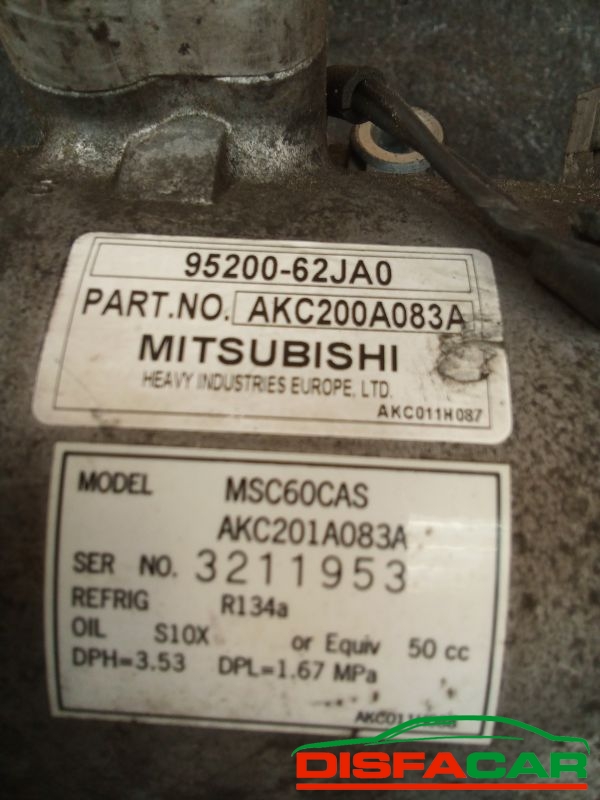 95200-62JA0
PART.NO. AKC200A083A
MITSUBISHI
HEAVY INDUSTRIES EUROPE, LTD.
AKC011H087
MODEL MSC60CAS
AKC201A083A
SER NO. 3211953
REFRIG R134a
OIL S10X or Equiv 50 cc
DPH=3.53 DPL=1.67 MPa
DISFACAR